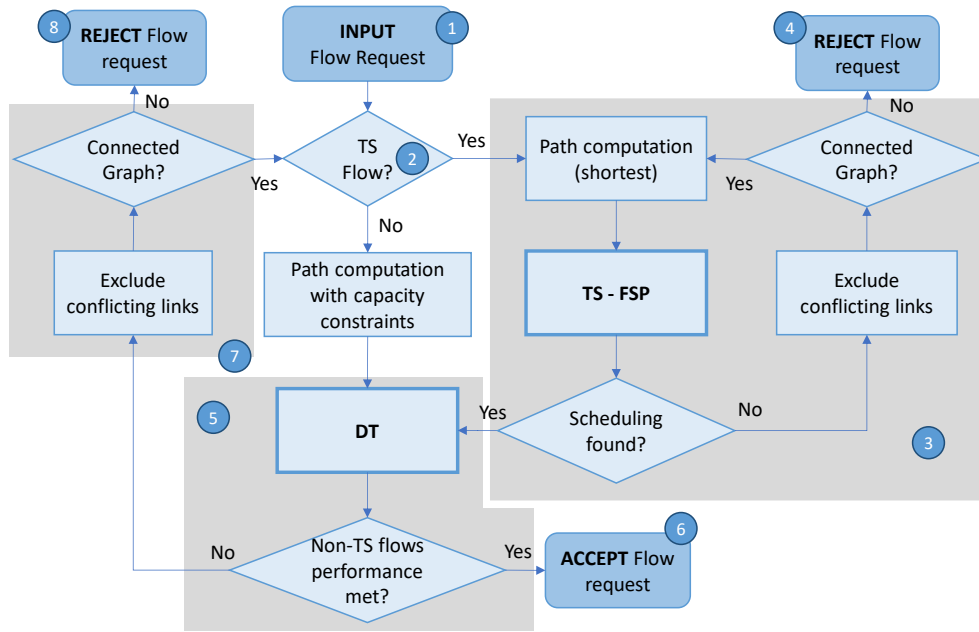 8
REJECT Flow
request
INPUT
Flow Request
1
4
REJECT Flow
request
No
No
Connected
Graph?
Yes
TS
Flow?
2
Yes
Path computation
(shortest)
Yes
Connected
Graph?
No
Exclude
conflicting links
Path computation
with capacity
constraints
TS - FSP
Exclude
conflicting links
7
5
DT
Yes
Scheduling
found?
No
3
No
Non-TS flows
performance
met?
Yes
6
ACCEPT Flow
request